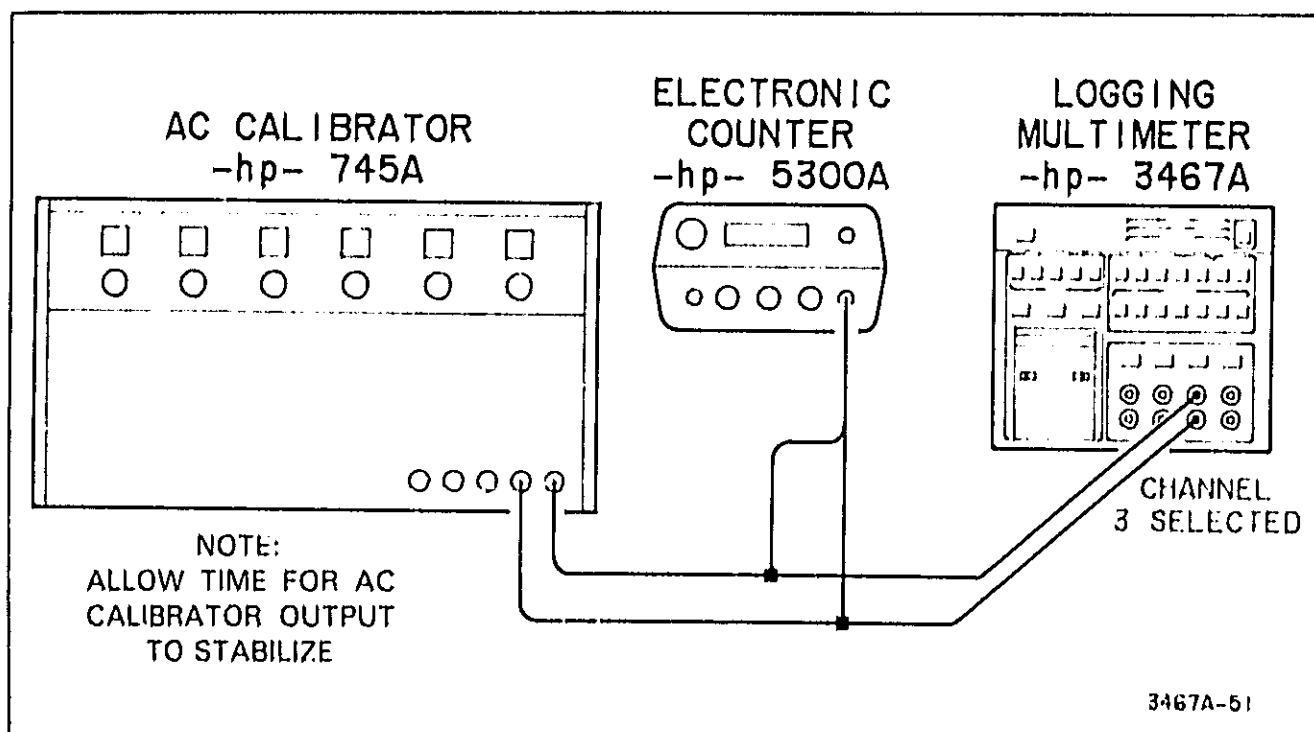 AC CALIBRATOR
-hp- 745A
ELECTRONIC
COUNTER
-hp- 5300A
LOGGING
MULTIMETER
-hp- 3467A
CHANNEL
3 SELECTED
NOTE:
ALLOW TIME FOR AC
CALIBRATOR OUTPUT
TO STABILIZE
3467A-51